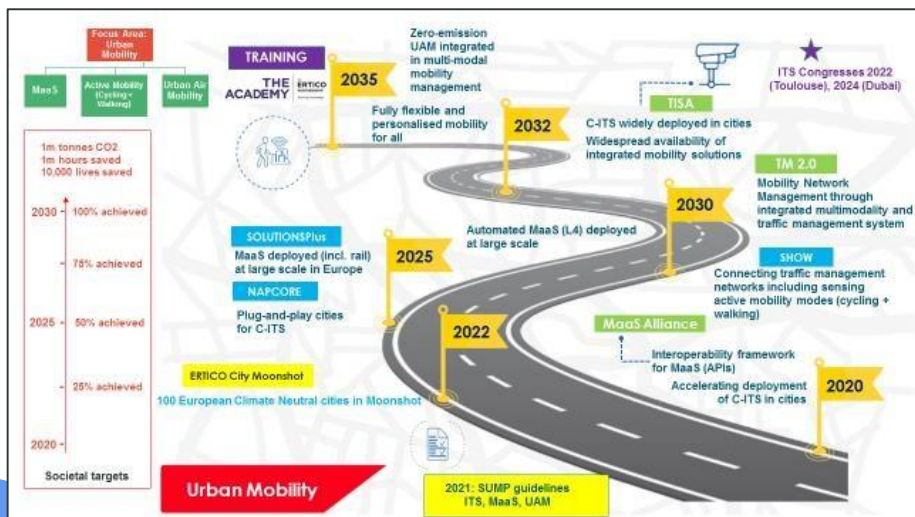 Focus Area:
Urban
Mobility
MaaS
Active Mobility
(Cycling +
Walking)
Urban Air
Mobility
1m tonnes CO2
1m hours saved
10,000 lives saved
2030
100% achieved
75% achieved
2025
50% achieved
25% achieved
2020
Societal targets
TRAINING
THE
ACADEMY
ERTICO
2035
Zero-emission
UAM integrated
in multi-modal
mobility
management
Fully flexible and
personalised mobility
for all
2032
TISA
C-ITS widely deployed in cities
Widespread availability of
integrated mobility solutions
ITS Congresses 2022
(Toulouse), 2024 (Dubai)
TM 2.0
Mobility Network
Management through
integrated multimodality and
traffic management system
2030
Automated MaaS (L4) deployed
at large scale
SHOW
Connecting traffic management
networks including sensing
active mobility modes (cycling +
walking)
SOLUTIONSPlus
MaaS deployed (incl. rail)
at large scale in Europe
NAPCORE
Plug-and-play cities
for C-ITS
2025
2022
MaaS Alliance
Interoperability framework
for MaaS (APIs)
Accelerating deployment
of C-ITS in cities
2020
ERTICO City Moonshot
100 European Climate Neutral cities in Moonshot
Urban Mobility
2021: SUMP guidelines
ITS, MaaS, UAM